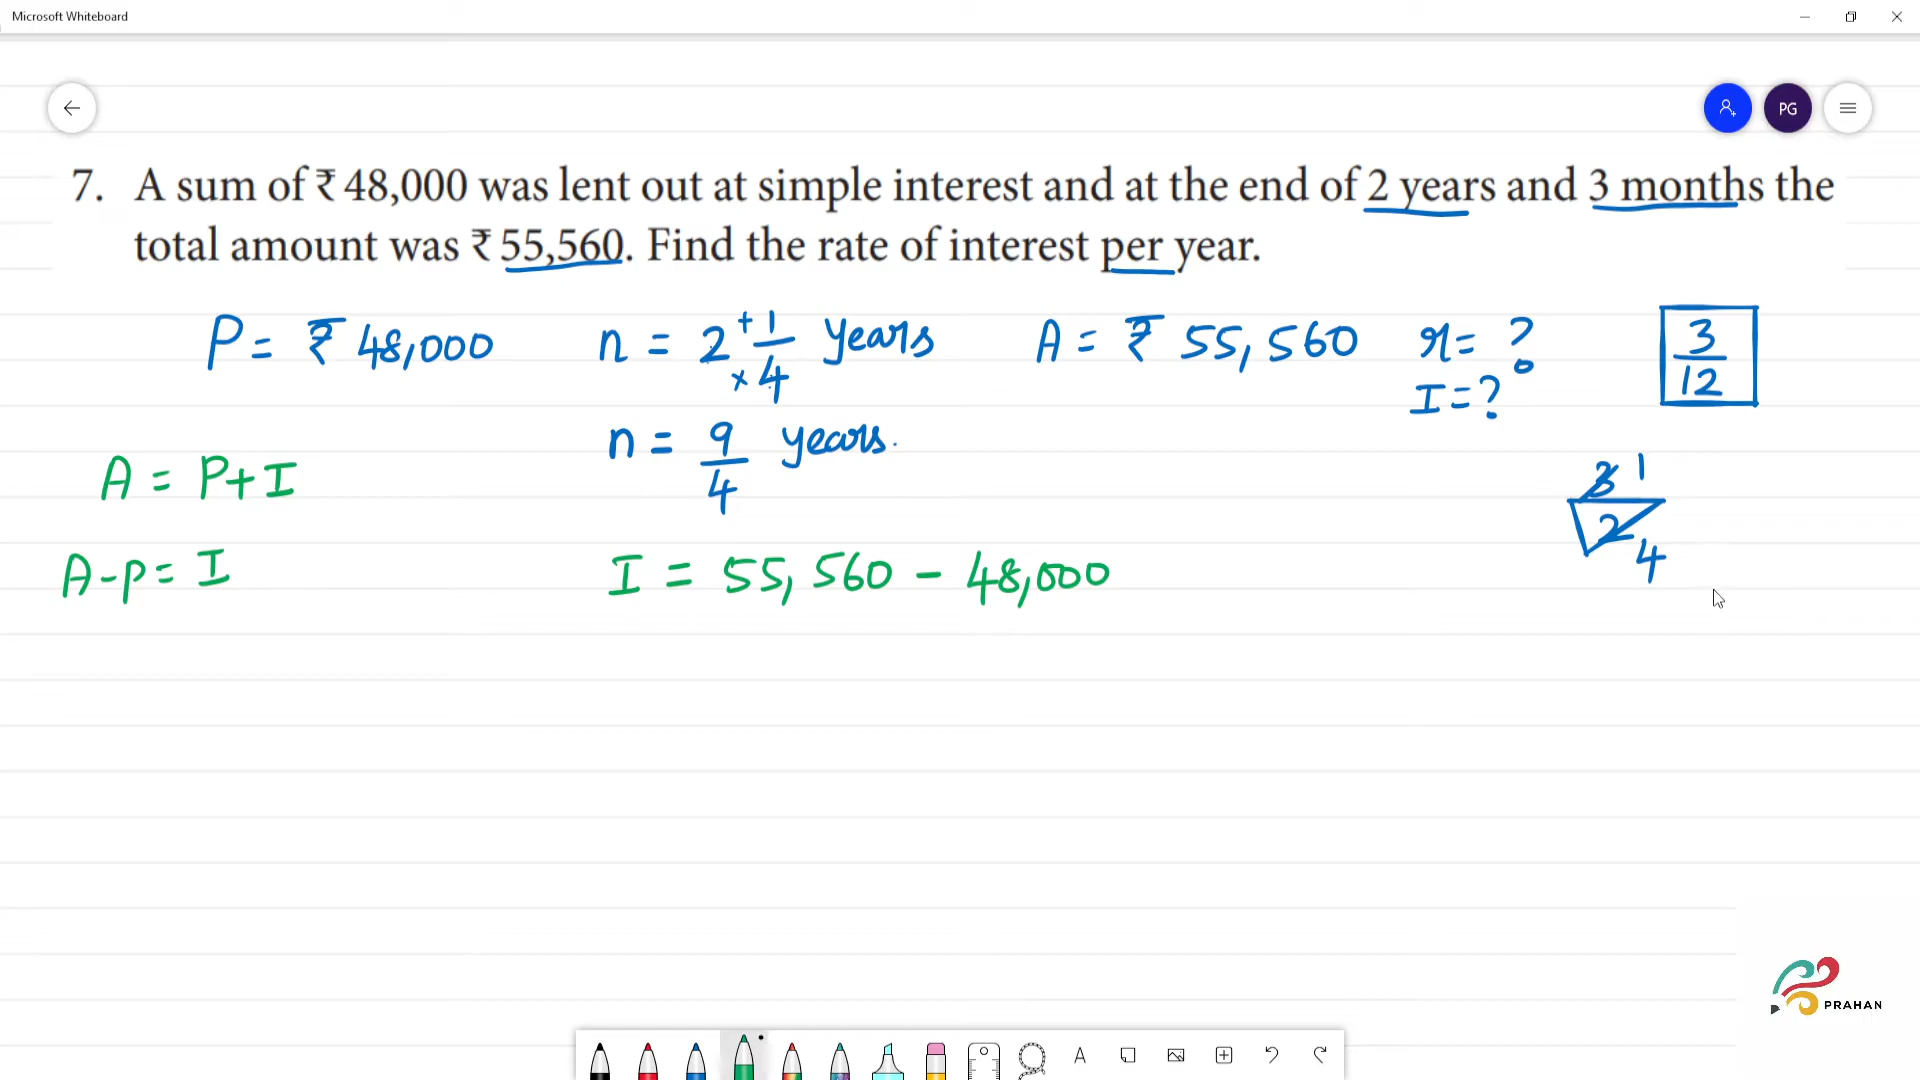 Microsoft Whiteboard
PG
7. A sum of ₹ 48,000 was lent out at simple interest and at the end of 2 years and 3 months the
total amount was ₹ 55,560. Find the rate of interest per year.
P = ₹ 48,000 n = 2 + 1/4 × years A = ₹ 55,560 r = ? 3/12
I = ?
n = 9/4 years.
A = P + I
3 1
12 4
A - P = I I = 55,560 - 48,000
PRAHAN
A